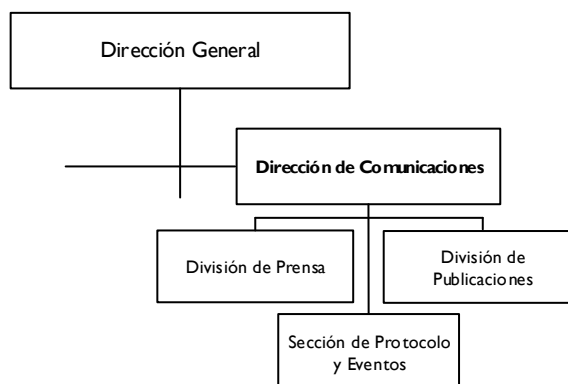 Dirección General
Dirección de Comunicaciones
División de Prensa
División de
Publicaciones
Sección de Protocolo
y Eventos